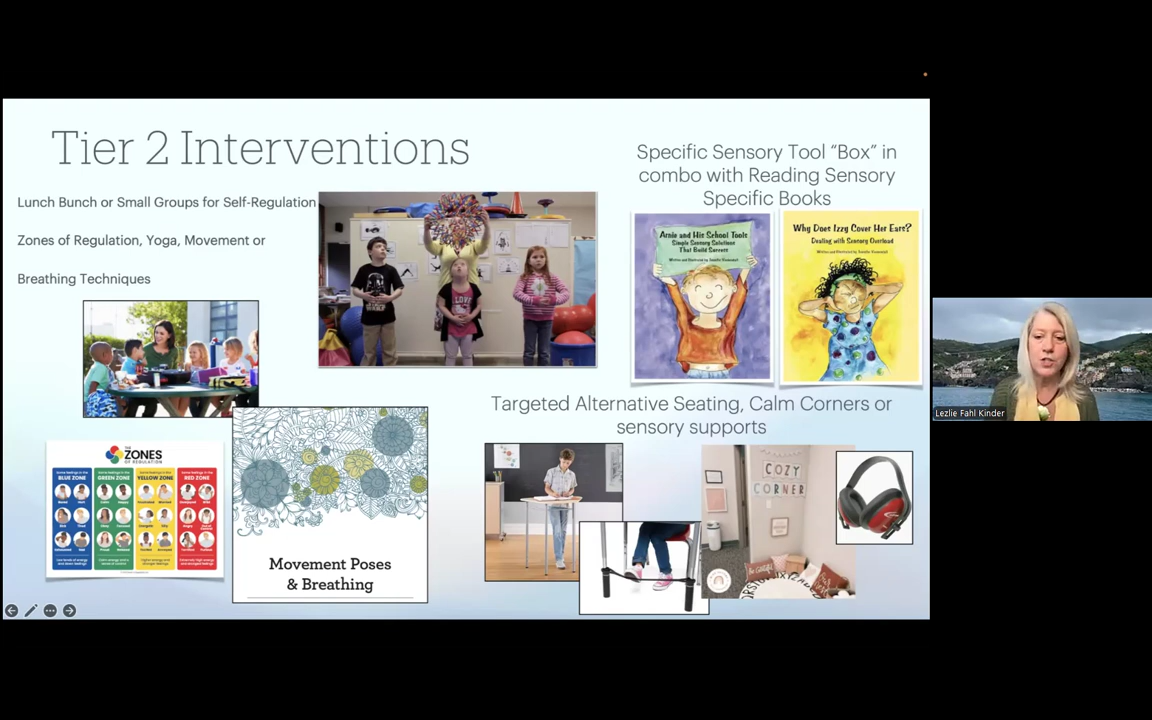 Tier 2 Interventions
Lunch Bunch or Small Groups for Self-Regulation
Zones of Regulation, Yoga, Movement or
Breathing Techniques
Specific Sensory Tool “Box” in
combo with Reading Sensory
Specific Books
Arnie and His School Tools
Simple Sensory Solutions
That Build Success
Why Does Izzy Cover Her Ears?
Dealing with Sensory Overload
Targeted Alternative Seating, Calm Corners or
sensory supports
THE
ZONES
OF REGULATION
BLUE ZONE
GREEN ZONE
YELLOW ZONE
RED ZONE
Movement Poses
& Breathing
COZY
CORNER
LOVE
Lezlie Fahl Kinder